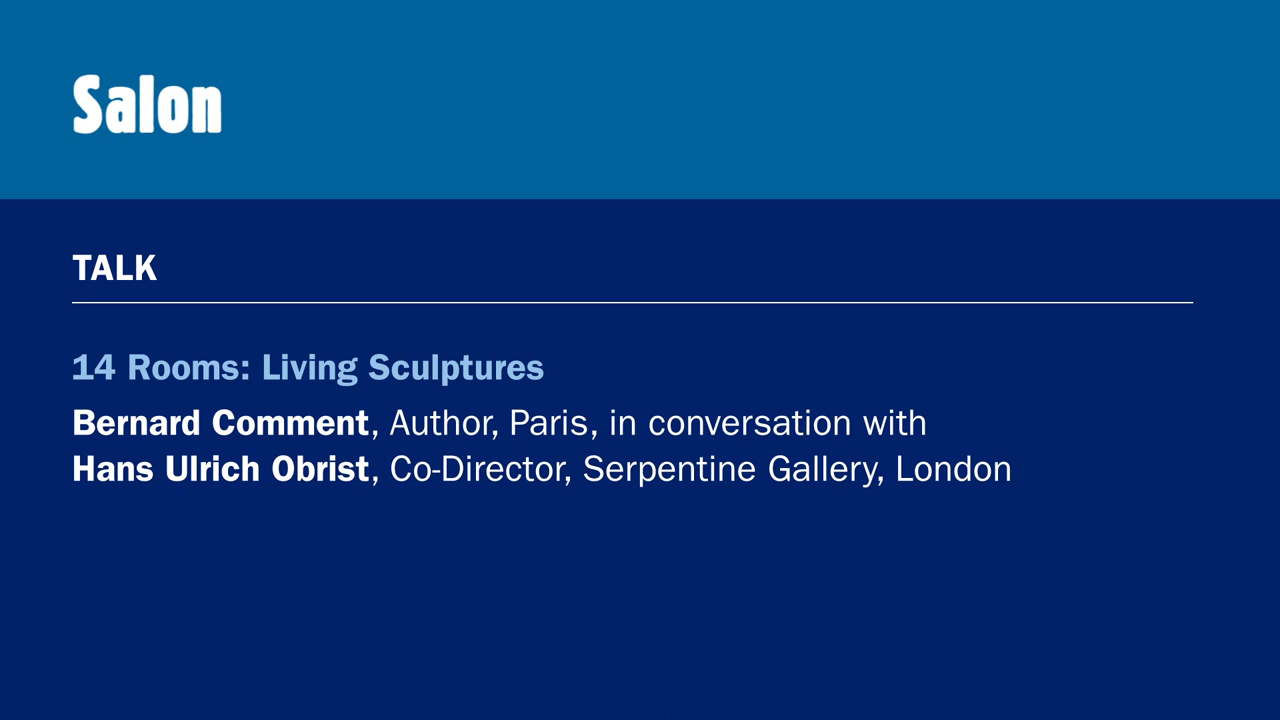 Salon
TALK
14 Rooms: Living Sculptures
Bernard Comment, Author, Paris, in conversation with
Hans Ulrich Obrist, Co-Director, Serpentine Gallery, London